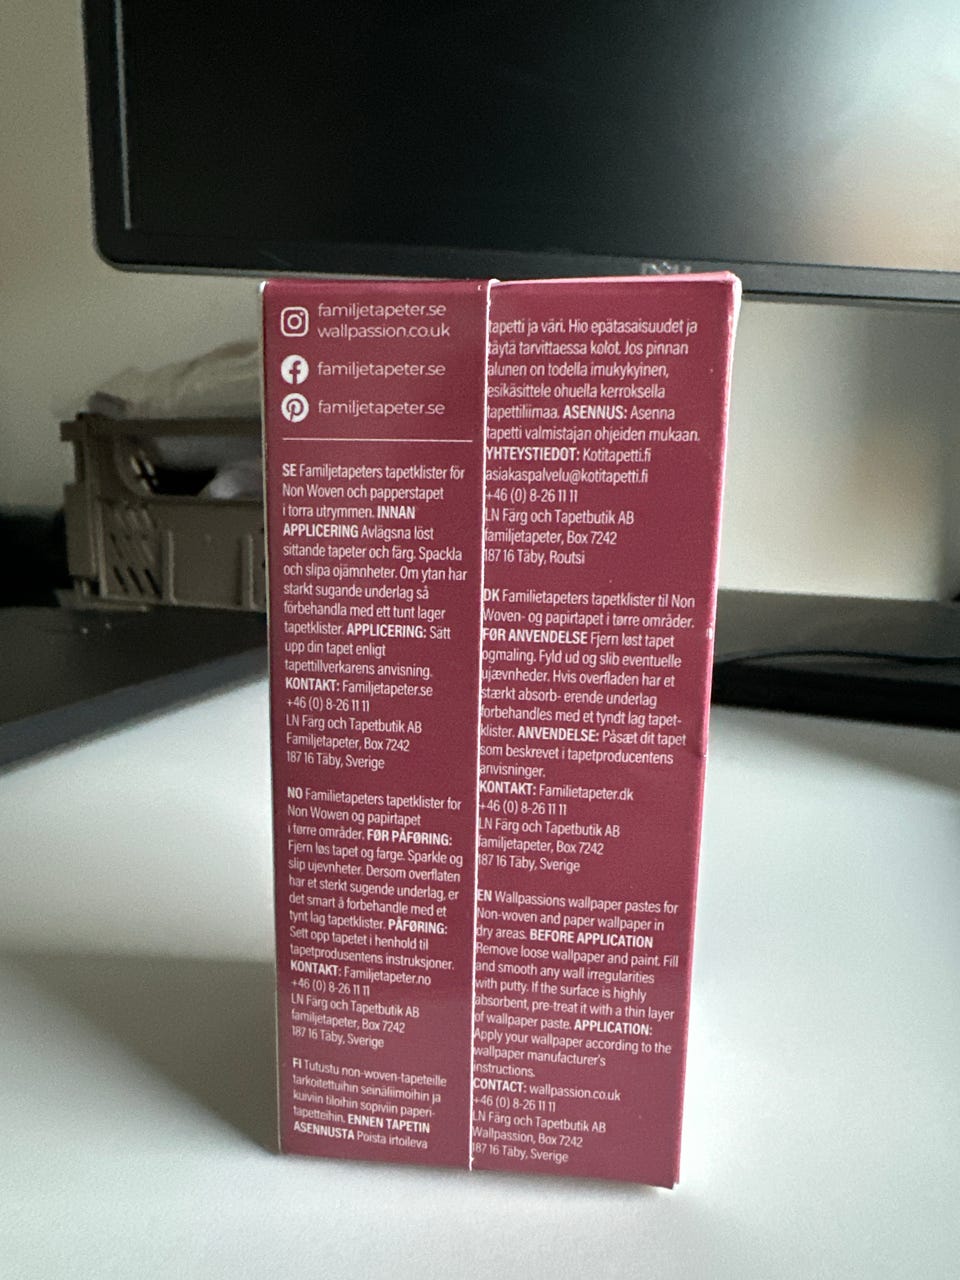 familjetapeter.se
wallpassion.co.uk
familjetapeter.se
familjetapeter.se
SE Familjetapeters tapetklister för
Non Woven och papperstapet
i torra utrymmen. INNAN
APPLICERING Avlägsna löst
sittande tapeter och färg. Spackla
och slipa ojämnheter. Om ytan har
starkt sugande underlag så
förbehandla med ett tunt lager
tapetklister. APPLICERING: Sätt
upp din tapet enligt
tapettillverkarens anvisning.
KONTAKT: Familjetapeter.se
+46 (0) 8-26 11 11
LN Färg och Tapetbutik AB
Familjetapeter, Box 7242
187 16 Täby, Sverige
NO Familietapeters tapetklister for
Non Wowen og papirtapet
i tørre områder. FØR PÅFØRING:
Fjern løs tapet og farge. Sparkle og
slip ujevnheter. Dersom overflaten
har et sterkt sugende underlag, er
det smart å forbehandle med et
tynt lag tapetklister. PÅFØRING:
Sett opp tapetet i henhold til
tapetprodusentens instruksjoner.
KONTAKT: Familjetapeter.no
+46 (0) 8-26 11 11
LN Färg och Tapetbutik AB
familjetapeter, Box 7242
187 16 Täby, Sverige
FI Tutustu non-woven-tapeteille
tarkoitettuihin seinäliimoihin ja
kuiviin tiloihin sopiviin paperi-
tapetteihin. ENNEN TAPETIN
ASENNUSTA Poista irtoileva
tapetti ja väri. Hio epätasaisuudet ja
täytä tarvittaessa kolot. Jos pinnan
alunen on todella imukykyinen,
esikäsittele ohuella kerroksella
tapettiliimaa. ASENNUS: Asenna
tapetti valmistajan ohjeiden mukaan.
YHTEYSTIEDOT: Kotitapetti.fi
asiakaspalvelu@kotitapetti.fi
+46 (0) 8-26 11 11
LN Färg och Tapetbutik AB
familjetapeter, Box 7242
187 16 Täby, Routsi
DK Familietapeters tapetklister til Non
Woven- og papirtapet i tørre områder.
FØR ANVENDELSE Fjern løst tapet
ogmaling. Fyld ud og slib eventuelle
ujævnheder. Hvis overfladen har et
stærkt absorb- erende underlag
forbehandles med et tyndt lag tapet-
klister. ANVENDELSE: Påsæt dit tapet
som beskrevet i tapetproducentens
anvisninger.
KONTAKT: Familietapeter.dk
+46 (0) 8-26 11 11
LN Färg och Tapetbutik AB
familjetapeter, Box 7242
187 16 Täby, Sverige
EN Wallpassions wallpaper pastes for
Non-woven and paper wallpaper in
dry areas. BEFORE APPLICATION
Remove loose wallpaper and paint. Fill
and smooth any wall irregularities
with putty. If the surface is highly
absorbent, pre-treat it with a thin layer
of wallpaper paste. APPLICATION:
Apply your wallpaper according to the
wallpaper manufacturer's
instructions.
CONTACT: wallpassion.co.uk
+46 (0) 8-26 11 11
LN Färg och Tapetbutik AB
Wallpassion, Box 7242
187 16 Täby, Sverige